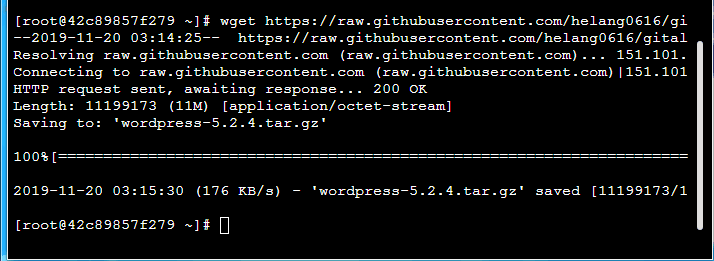 [root@42c89857f279 ~]# wget https://raw.githubusercontent.com/helang0616/gi
--2019-11-20 03:14:25--  https://raw.githubusercontent.com/helang0616/gital
Resolving raw.githubusercontent.com (raw.githubusercontent.com)... 151.101.
Connecting to raw.githubusercontent.com (raw.githubusercontent.com)|151.101
HTTP request sent, awaiting response... 200 OK
Length: 11199173 (11M) [application/octet-stream]
Saving to: 'wordpress-5.2.4.tar.gz'
100%[======================================================================
2019-11-20 03:15:30 (176 KB/s) - 'wordpress-5.2.4.tar.gz' saved [11199173/1
[root@42c89857f279 ~]#